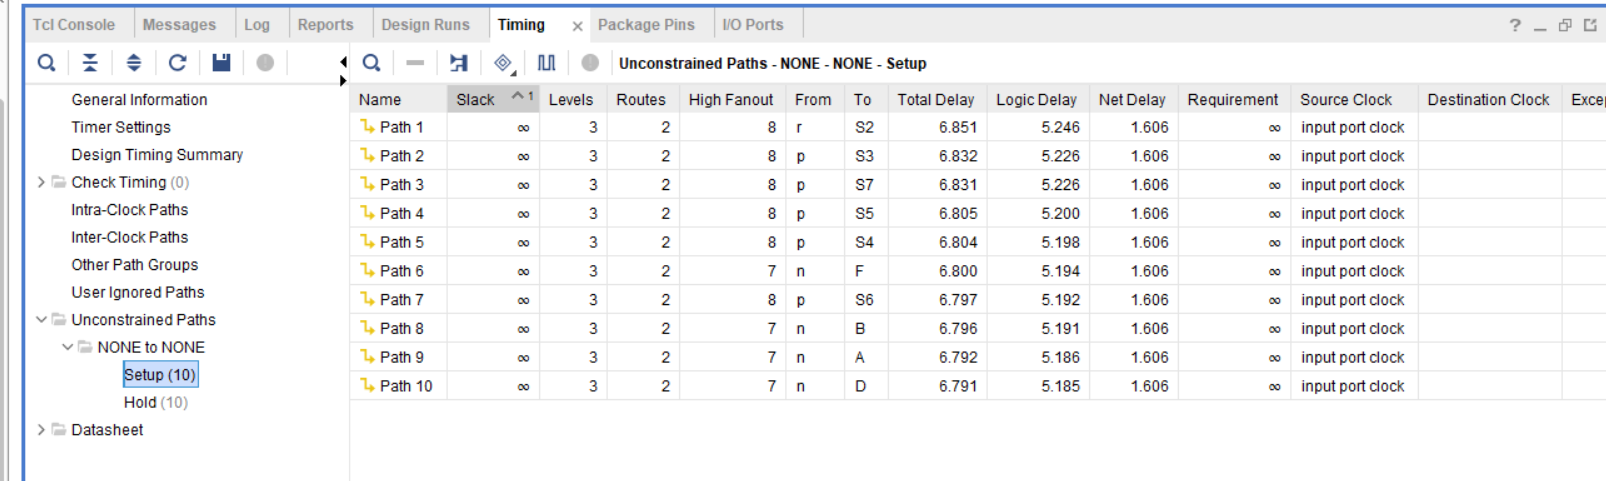 Tcl Console Messages Log Reports Design Runs Timing × Package Pins I/O Ports ?
Unconstrained Paths - NONE - NONE - Setup
General Information
Timer Settings
Design Timing Summary
Check Timing (0)
Intra-Clock Paths
Inter-Clock Paths
Other Path Groups
User Ignored Paths
Unconstrained Paths
NONE to NONE
Setup (10)
Hold (10)
Datasheet
Name Slack ^1 Levels Routes High Fanout From To Total Delay Logic Delay Net Delay Requirement Source Clock Destination Clock Excep
Path 1 ∞ 3 2 8 r S2 6.851 5.246 1.606 ∞ input port clock
Path 2 ∞ 3 2 8 p S3 6.832 5.226 1.606 ∞ input port clock
Path 3 ∞ 3 2 8 p S7 6.831 5.226 1.606 ∞ input port clock
Path 4 ∞ 3 2 8 p S5 6.805 5.200 1.606 ∞ input port clock
Path 5 ∞ 3 2 8 p S4 6.804 5.198 1.606 ∞ input port clock
Path 6 ∞ 3 2 7 n F 6.800 5.194 1.606 ∞ input port clock
Path 7 ∞ 3 2 8 p S6 6.797 5.192 1.606 ∞ input port clock
Path 8 ∞ 3 2 7 n B 6.796 5.191 1.606 ∞ input port clock
Path 9 ∞ 3 2 7 n A 6.792 5.186 1.606 ∞ input port clock
Path 10 ∞ 3 2 7 n D 6.791 5.185 1.606 ∞ input port clock